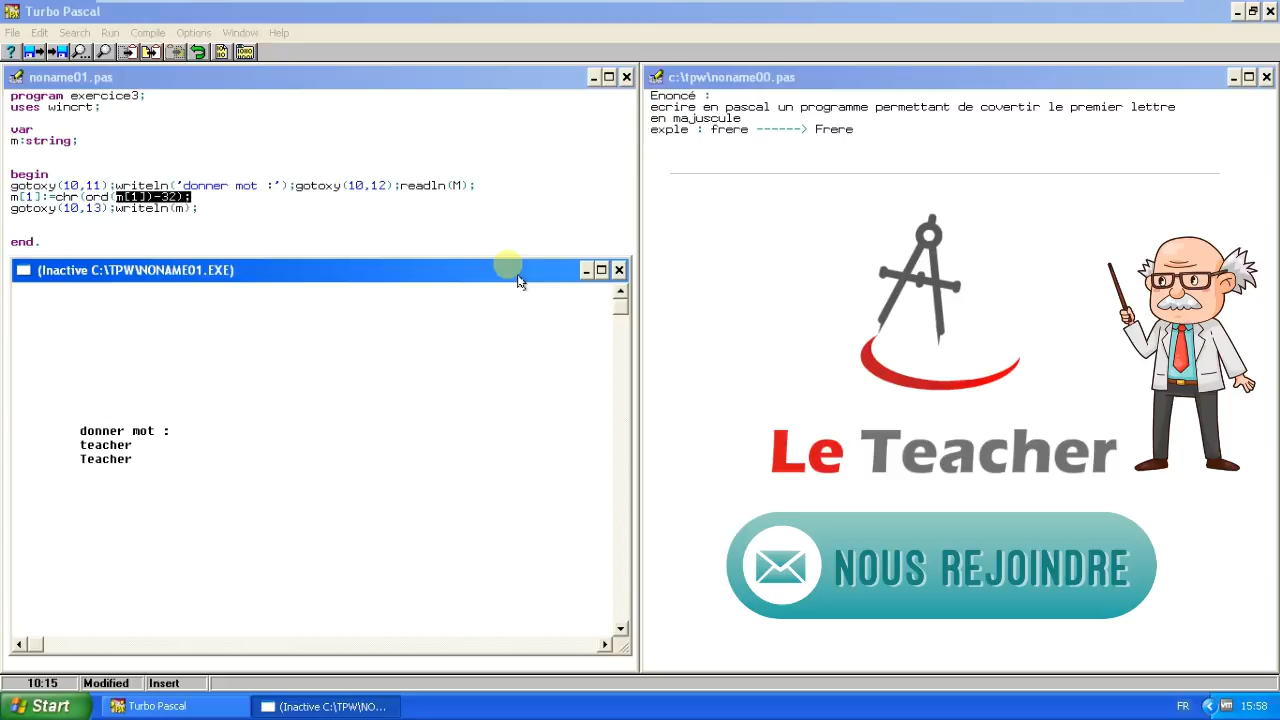 Turbo Pascal
File Edit Search Run Compile Options Window Help
noname01.pas
program exercice3;
uses wincrt;
var
m:string;
begin
gotoxy(10,11);writeln('donner mot :');gotoxy(10,12);readln(M);
m[1]:=chr(ord(m[1])-32);
gotoxy(10,13);writeln(m);
end.
(Inactive C:\TPW\NONAME01.EXE)
donner mot :
teacher
Teacher
c:\tpw\noname00.pas
Enoncé :
ecrire en pascal un programme permettant de covertir le premier lettre
en majuscule
exple : frere ------> Frere
Le Teacher
NOUS REJOINDRE
10:15 Modified Insert
Start Turbo Pascal (Inactive C:\TPW\NO... FR 15:58